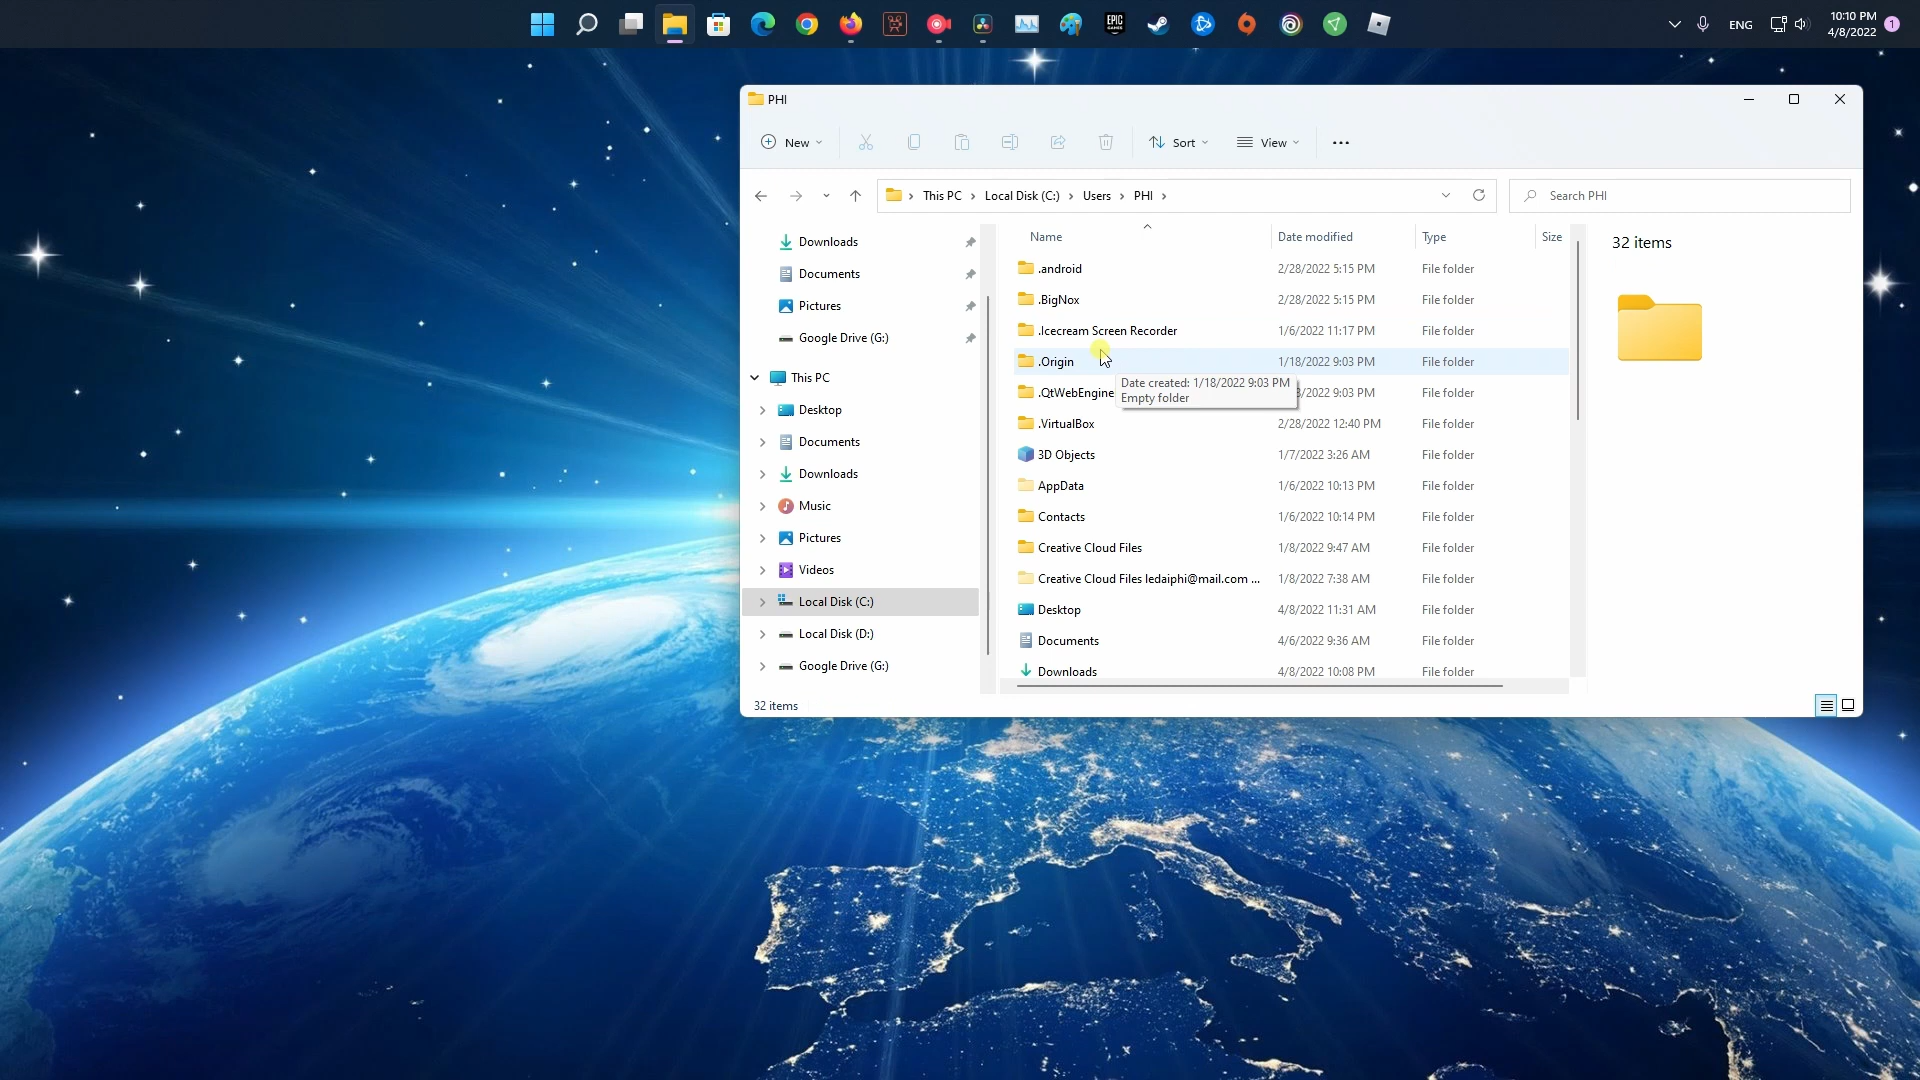 ENG
10:10 PM
4/8/2022
1
EPIC
GAMES
PHI
New
Sort
View
This PC
Local Disk (C:)
Users
PHI
Search PHI
Downloads
Documents
Pictures
Google Drive (G:)
This PC
Desktop
Documents
Downloads
Music
Pictures
Videos
Local Disk (C:)
Local Disk (D:)
Google Drive (G:)
Name Date modified Type Size
.android 2/28/2022 5:15 PM File folder
.BigNox 2/28/2022 5:15 PM File folder
.Icecream Screen Recorder 1/6/2022 11:17 PM File folder
.Origin 1/18/2022 9:03 PM File folder
Date created: 1/18/2022 9:03 PM
Empty folder
.QtWebEngine 8/2022 9:03 PM File folder
.VirtualBox 2/28/2022 12:40 PM File folder
3D Objects 1/7/2022 3:26 AM File folder
AppData 1/6/2022 10:13 PM File folder
Contacts 1/6/2022 10:14 PM File folder
Creative Cloud Files 1/8/2022 9:47 AM File folder
Creative Cloud Files ledaiphi@mail.com ... 1/8/2022 7:38 AM File folder
Desktop 4/8/2022 11:31 AM File folder
Documents 4/6/2022 9:36 AM File folder
Downloads 4/8/2022 10:08 PM File folder
32 items
32 items